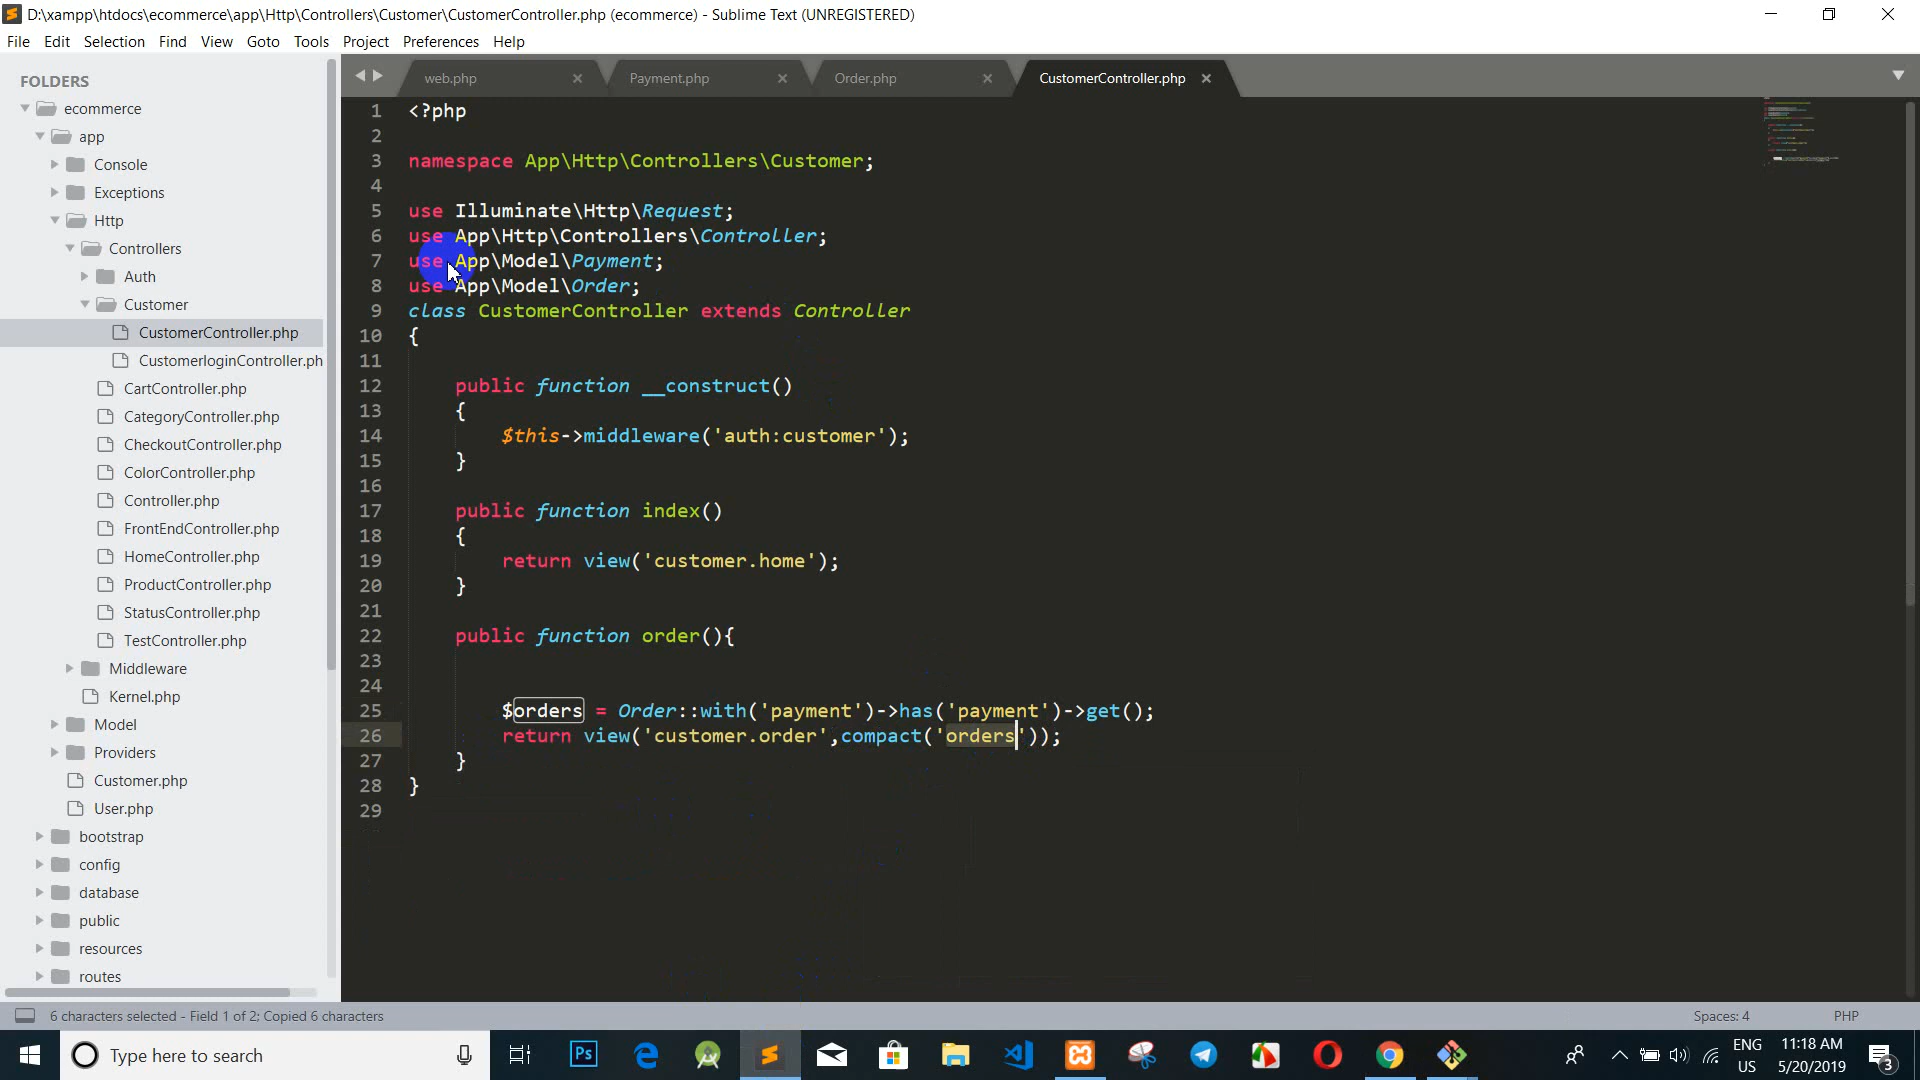 D:\xampp\htdocs\ecommerce\app\Http\Controllers\Customer\CustomerController.php (ecommerce) - Sublime Text (UNREGISTERED)
File Edit Selection Find View Goto Tools Project Preferences Help
FOLDERS
ecommerce
app
Console
Exceptions
Http
Controllers
Auth
Customer
CustomerController.php
CustomerloginController.ph
CartController.php
CategoryController.php
CheckoutController.php
ColorController.php
Controller.php
FrontEndController.php
HomeController.php
ProductController.php
StatusController.php
TestController.php
Middleware
Kernel.php
Model
Providers
Customer.php
User.php
bootstrap
config
database
public
resources
routes
web.php Payment.php Order.php CustomerController.php
1 <?php
2
3 namespace App\Http\Controllers\Customer;
4
5 use Illuminate\Http\Request;
6 use App\Http\Controllers\Controller;
7 use App\Model\Payment;
8 use App\Model\Order;
9 class CustomerController extends Controller
10 {
11
12 public function __construct()
13 {
14 $this->middleware('auth:customer');
15 }
16
17 public function index()
18 {
19 return view('customer.home');
20 }
21
22 public function order(){
23
24
25 $orders = Order::with('payment')->has('payment')->get();
26 return view('customer.order',compact('orders'));
27 }
28 }
29
6 characters selected - Field 1 of 2; Copied 6 characters
Spaces: 4 PHP
Type here to search
Ps
ENG
US
11:18 AM
5/20/2019
3